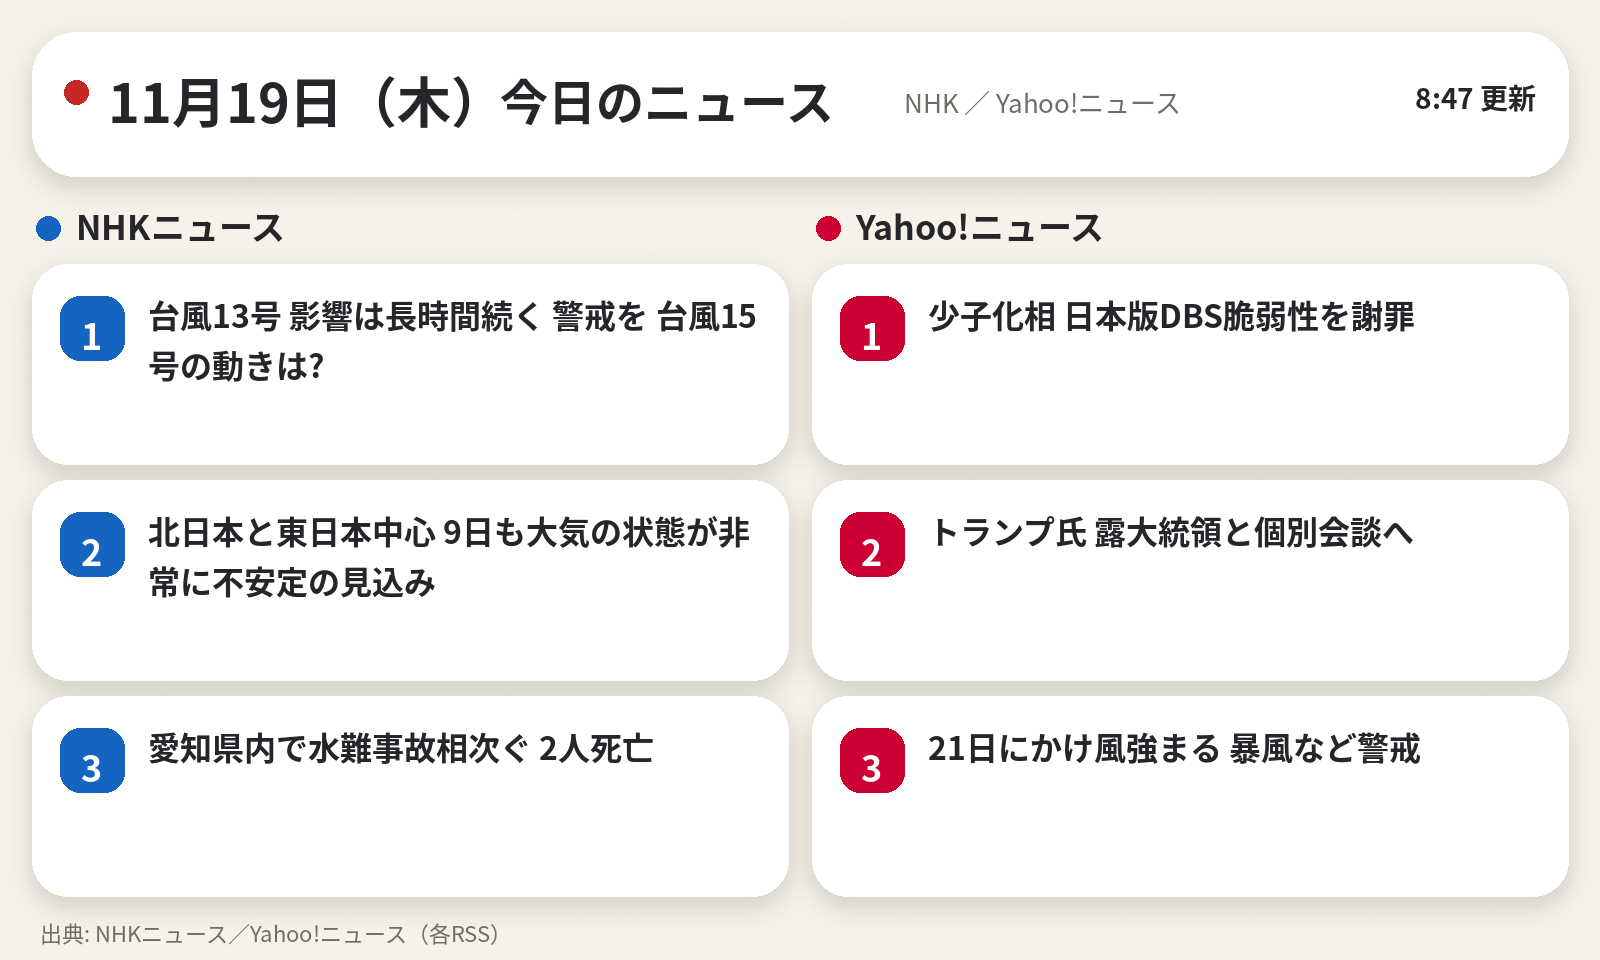 11月19日（木）今日のニュース
NHK ／ Yahoo!ニュース
8:47 更新
NHKニュース
1
台風13号 影響は長時間続く 警戒を 台風15
号の動きは?
2
北日本と東日本中心 9日も大気の状態が非
常に不安定の見込み
3
愛知県内で水難事故相次ぐ 2人死亡
Yahoo!ニュース
1
少子化相 日本版DBS脆弱性を謝罪
2
トランプ氏 露大統領と個別会談へ
3
21日にかけ風強まる 暴風など警戒
出典: NHKニュース／Yahoo!ニュース（各RSS）